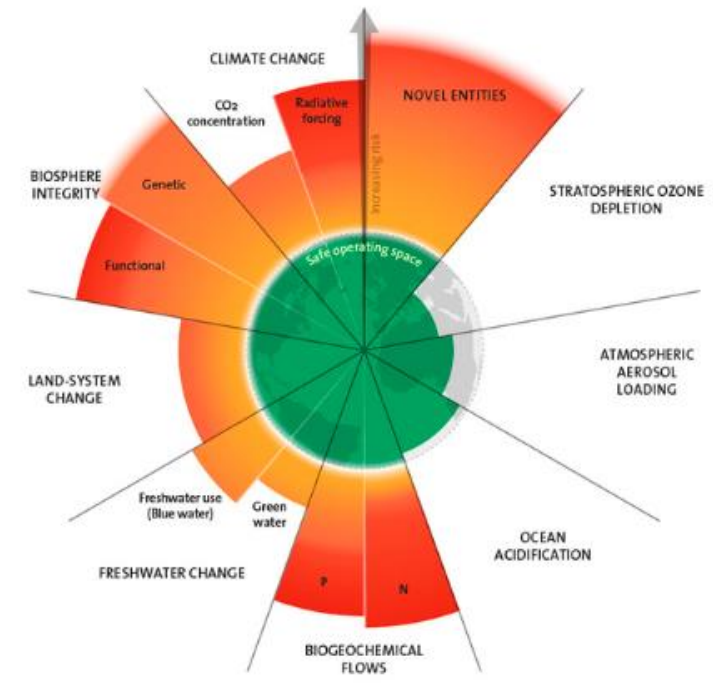 CLIMATE CHANGE
CO2
concentration
Radiative
forcing
NOVEL ENTITIES
Increasing risk
STRATOSPHERIC OZONE
DEPLETION
BIOSPHERE
INTEGRITY
Genetic
Functional
Safe operating space
ATMOSPHERIC
AEROSOL
LOADING
LAND-SYSTEM
CHANGE
Freshwater use
(Blue water)
Green
water
OCEAN
ACIDIFICATION
FRESHWATER CHANGE
P
N
BIOGEOCHEMICAL
FLOWS